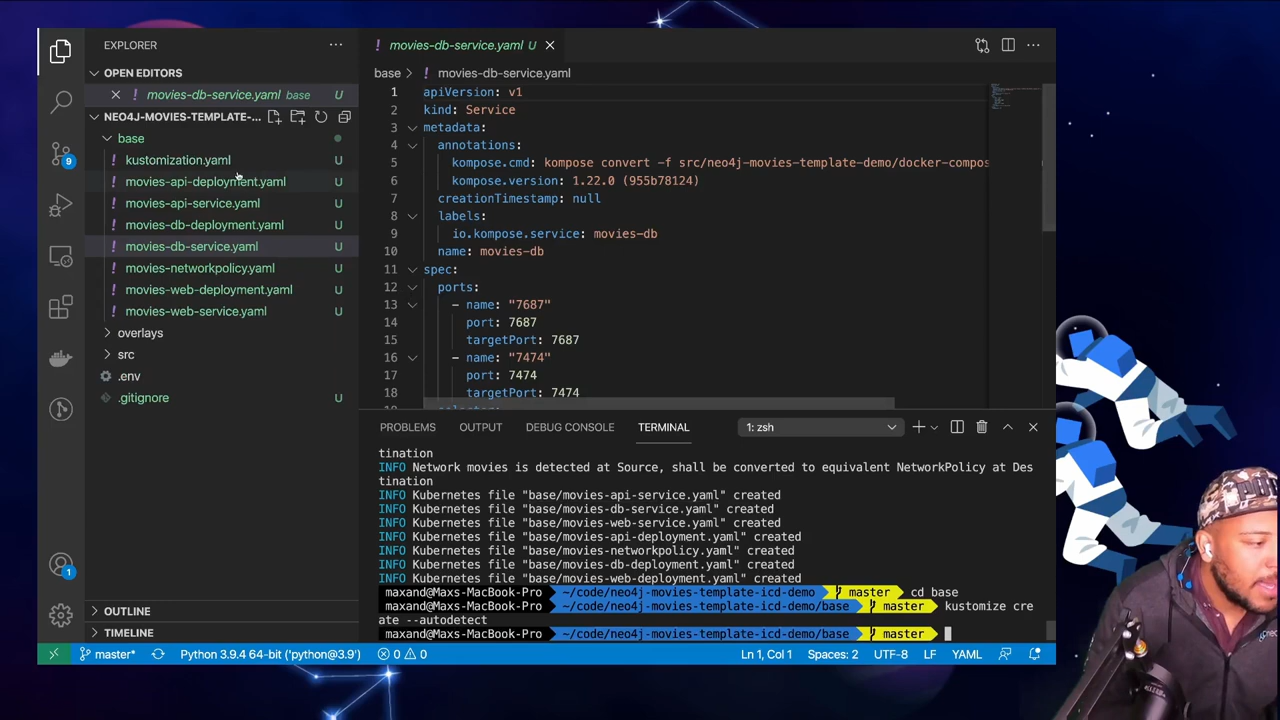 EXPLORER
OPEN EDITORS
movies-db-service.yaml base U
NEO4J-MOVIES-TEMPLATE-...
base
kustomization.yaml U
movies-api-deployment.yaml U
movies-api-service.yaml U
movies-db-deployment.yaml U
movies-db-service.yaml U
movies-networkpolicy.yaml U
movies-web-deployment.yaml U
movies-web-service.yaml U
overlays
src
.env
.gitignore U
OUTLINE
TIMELINE
9
1
movies-db-service.yaml U
base > movies-db-service.yaml
1 apiVersion: v1
2 kind: Service
3 metadata:
4 annotations:
5 kompose.cmd: kompose convert -f src/neo4j-movies-template-demo/docker-compos
6 kompose.version: 1.22.0 (955b78124)
7 creationTimestamp: null
8 labels:
9 io.kompose.service: movies-db
10 name: movies-db
11 spec:
12 ports:
13 - name: "7687"
14 port: 7687
15 targetPort: 7687
16 - name: "7474"
17 port: 7474
18 targetPort: 7474
PROBLEMS OUTPUT DEBUG CONSOLE TERMINAL 1: zsh
tination
INFO Network movies is detected at Source, shall be converted to equivalent NetworkPolicy at Des
tination
INFO Kubernetes file "base/movies-api-service.yaml" created
INFO Kubernetes file "base/movies-db-service.yaml" created
INFO Kubernetes file "base/movies-web-service.yaml" created
INFO Kubernetes file "base/movies-api-deployment.yaml" created
INFO Kubernetes file "base/movies-networkpolicy.yaml" created
INFO Kubernetes file "base/movies-db-deployment.yaml" created
INFO Kubernetes file "base/movies-web-deployment.yaml" created
maxand@Maxs-MacBook-Pro ~/code/neo4j-movies-template-icd-demo master cd base
maxand@Maxs-MacBook-Pro ~/code/neo4j-movies-template-icd-demo/base master kustomize cre
ate --autodetect
maxand@Maxs-MacBook-Pro ~/code/neo4j-movies-template-icd-demo/base master
master* Python 3.9.4 64-bit ('python@3.9') 0 0 Ln 1, Col 1 Spaces: 2 UTF-8 LF YAML